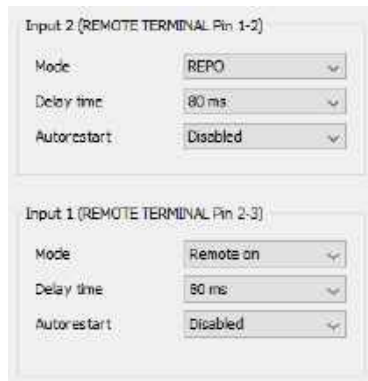 Input 2 (REMOTE TERMINAL Pin 1-2)
Mode REPO
Delay time 80 ms
Autorestart Disabled
Input 1 (REMOTE TERMINAL Pin 2-3)
Mode Remote on
Delay time 80 ms
Autorestart Disabled